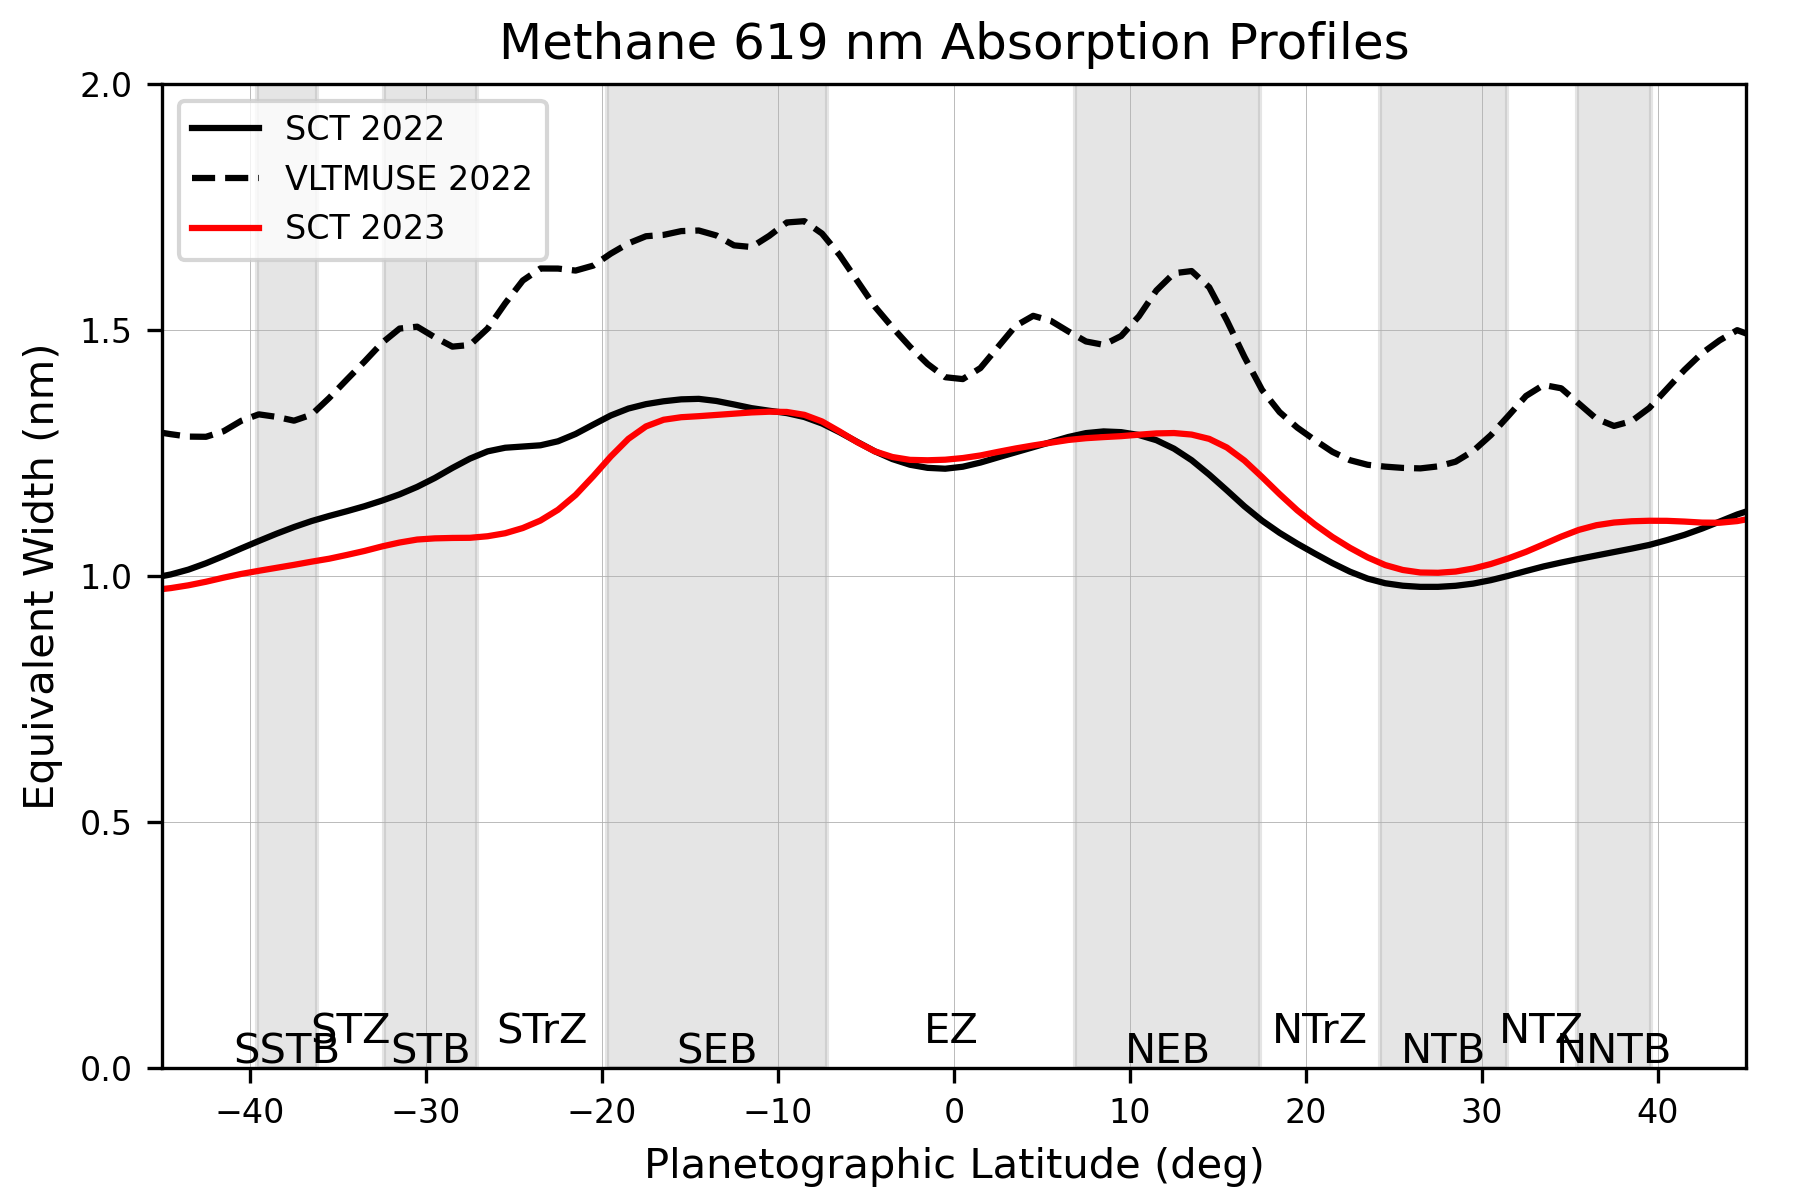 Methane 619 nm Absorption Profiles
SCT 2022
VLTMUSE 2022
SCT 2023
Equivalent Width (nm)
2.0
1.5
1.0
0.5
0.0
STZ STrZ EZ NTrZ NTZ
SSTB STB SEB NEB NTB NNTB
−40 −30 −20 −10 0 10 20 30 40
Planetographic Latitude (deg)